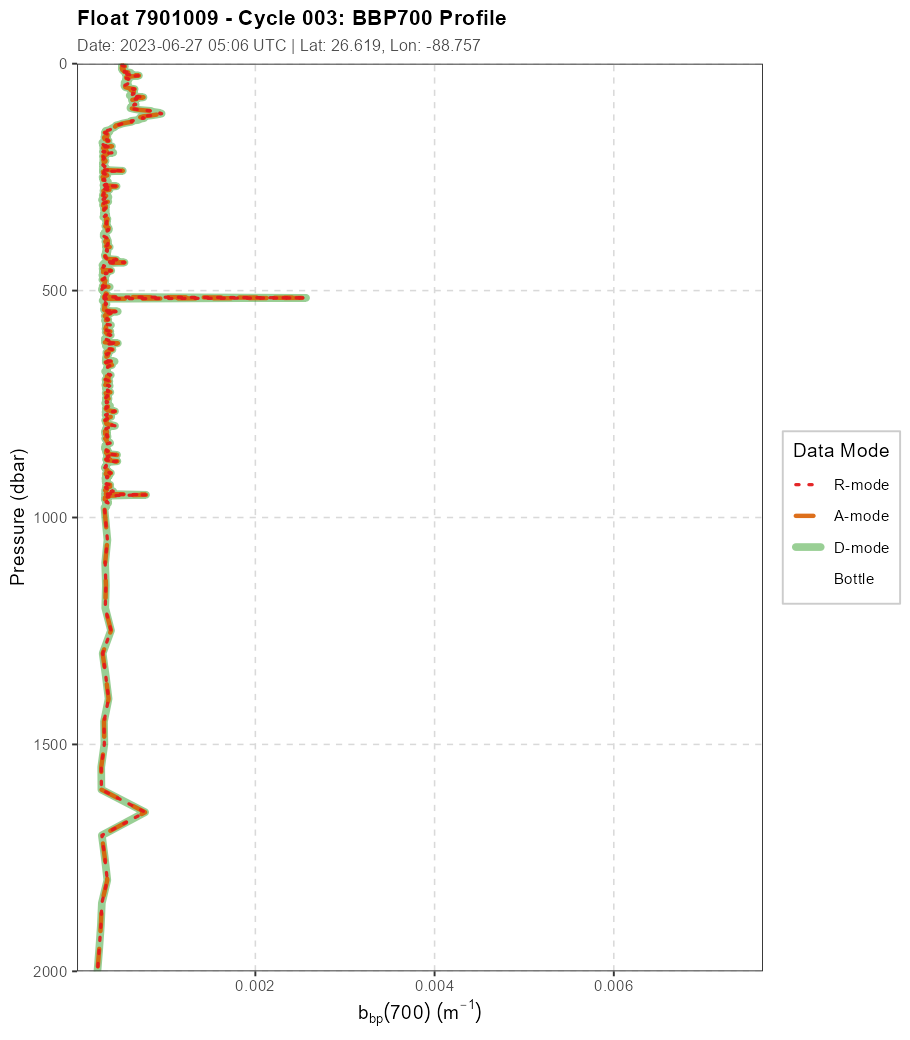 Float 7901009 - Cycle 003: BBP700 Profile
Date: 2023-06-27 05:06 UTC | Lat: 26.619, Lon: -88.757
0
500
1000
1500
2000
Pressure (dbar)
0.002
0.004
0.006
b_bp(700) (m⁻¹)
Data Mode
R-mode
A-mode
D-mode
Bottle